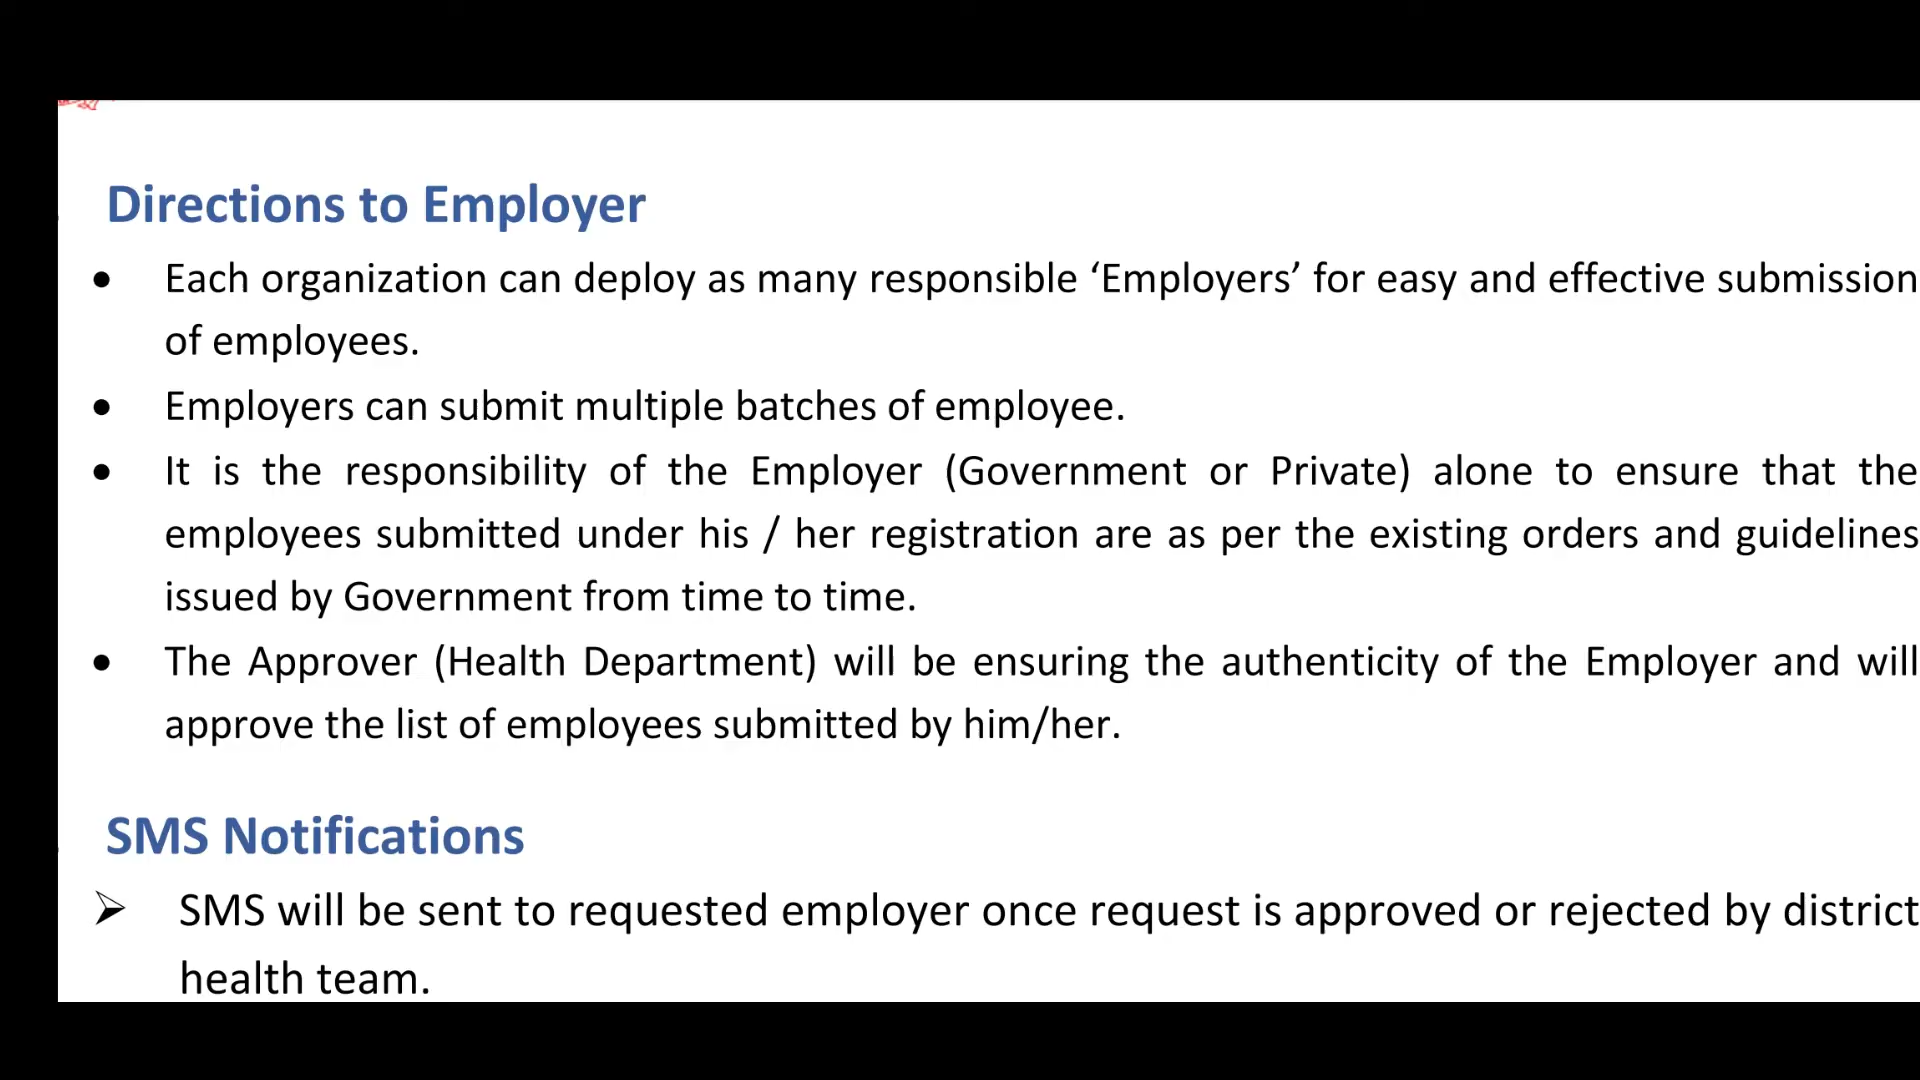 Directions to Employer
• Each organization can deploy as many responsible ‘Employers’ for easy and effective submission
of employees.
• Employers can submit multiple batches of employee.
• It is the responsibility of the Employer (Government or Private) alone to ensure that the
employees submitted under his / her registration are as per the existing orders and guidelines
issued by Government from time to time.
• The Approver (Health Department) will be ensuring the authenticity of the Employer and will
approve the list of employees submitted by him/her.
SMS Notifications
➢ SMS will be sent to requested employer once request is approved or rejected by district
health team.